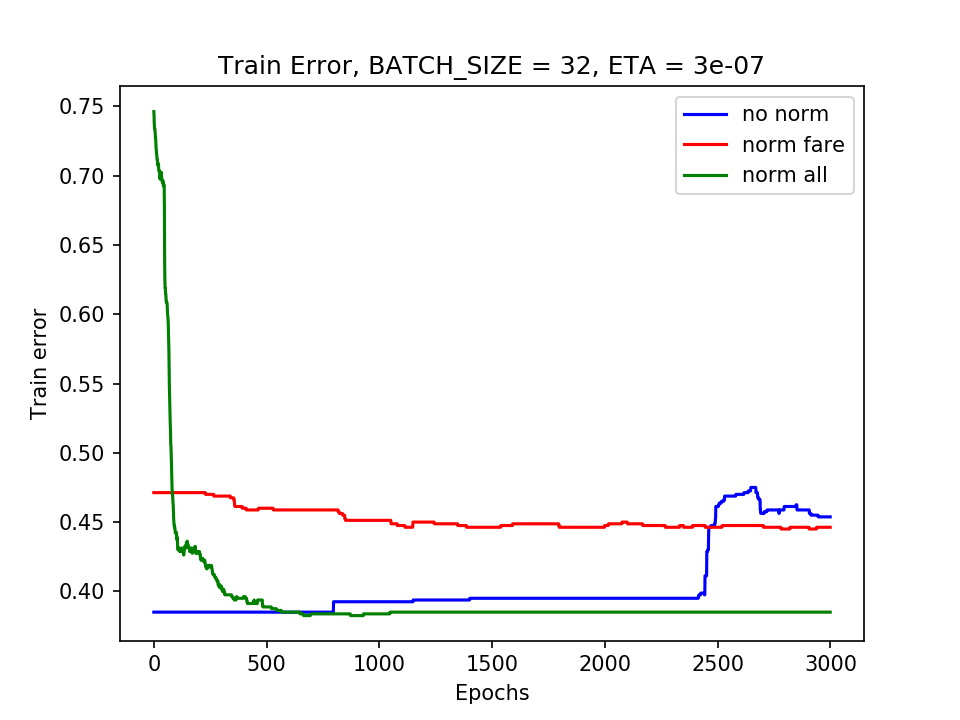 Train Error, BATCH_SIZE = 32, ETA = 3e-07
no norm
norm fare
norm all
Train error
0.75
0.70
0.65
0.60
0.55
0.50
0.45
0.40
0 500 1000 1500 2000 2500 3000
Epochs